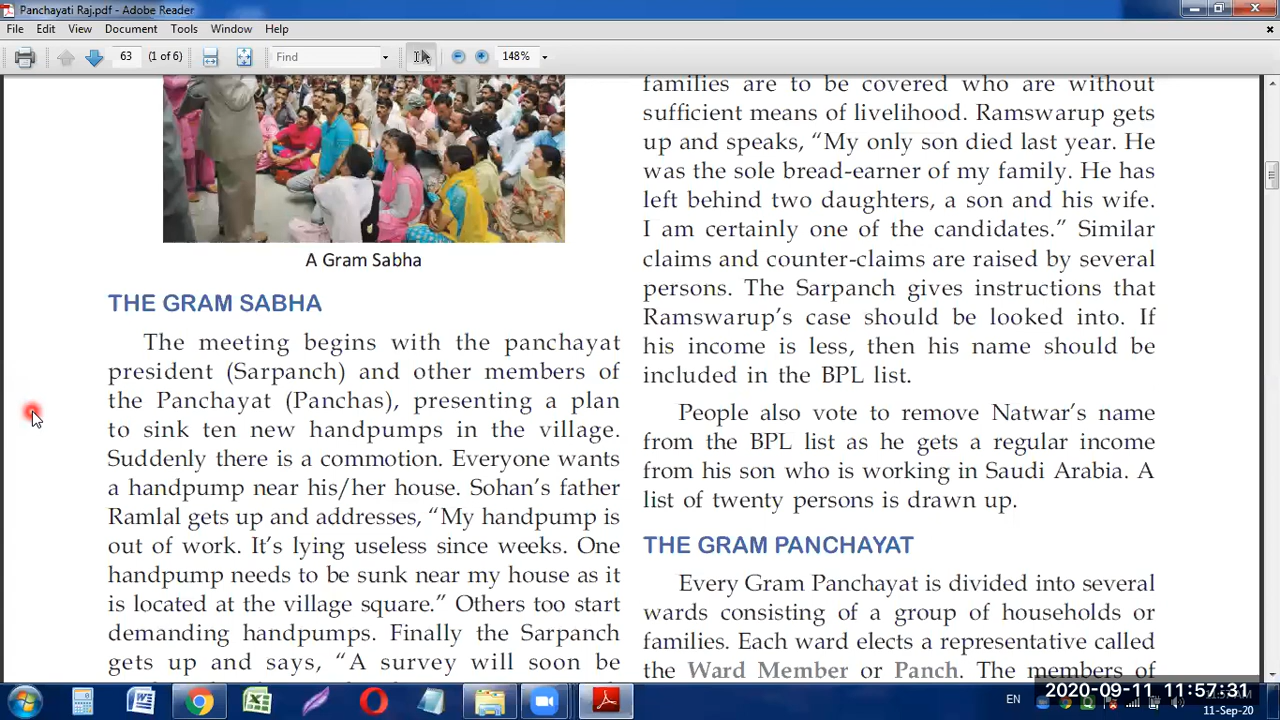 Panchayati Raj.pdf - Adobe Reader
File Edit View Document Tools Window Help
63 (1 of 6) Find 148%
A Gram Sabha
THE GRAM SABHA
The meeting begins with the panchayat
president (Sarpanch) and other members of
the Panchayat (Panchas), presenting a plan
to sink ten new handpumps in the village.
Suddenly there is a commotion. Everyone wants
a handpump near his/her house. Sohan's father
Ramlal gets up and addresses, “My handpump is
out of work. It's lying useless since weeks. One
handpump needs to be sunk near my house as it
is located at the village square.” Others too start
demanding handpumps. Finally the Sarpanch
gets up and says, “A survey will soon be
families are to be covered who are without
sufficient means of livelihood. Ramswarup gets
up and speaks, “My only son died last year. He
was the sole bread-earner of my family. He has
left behind two daughters, a son and his wife.
I am certainly one of the candidates.” Similar
claims and counter-claims are raised by several
persons. The Sarpanch gives instructions that
Ramswarup's case should be looked into. If
his income is less, then his name should be
included in the BPL list.
People also vote to remove Natwar's name
from the BPL list as he gets a regular income
from his son who is working in Saudi Arabia. A
list of twenty persons is drawn up.
THE GRAM PANCHAYAT
Every Gram Panchayat is divided into several
wards consisting of a group of households or
families. Each ward elects a representative called
the Ward Member or Panch. The members of
EN
2020-09-11 11:57:31
11-Sep-20